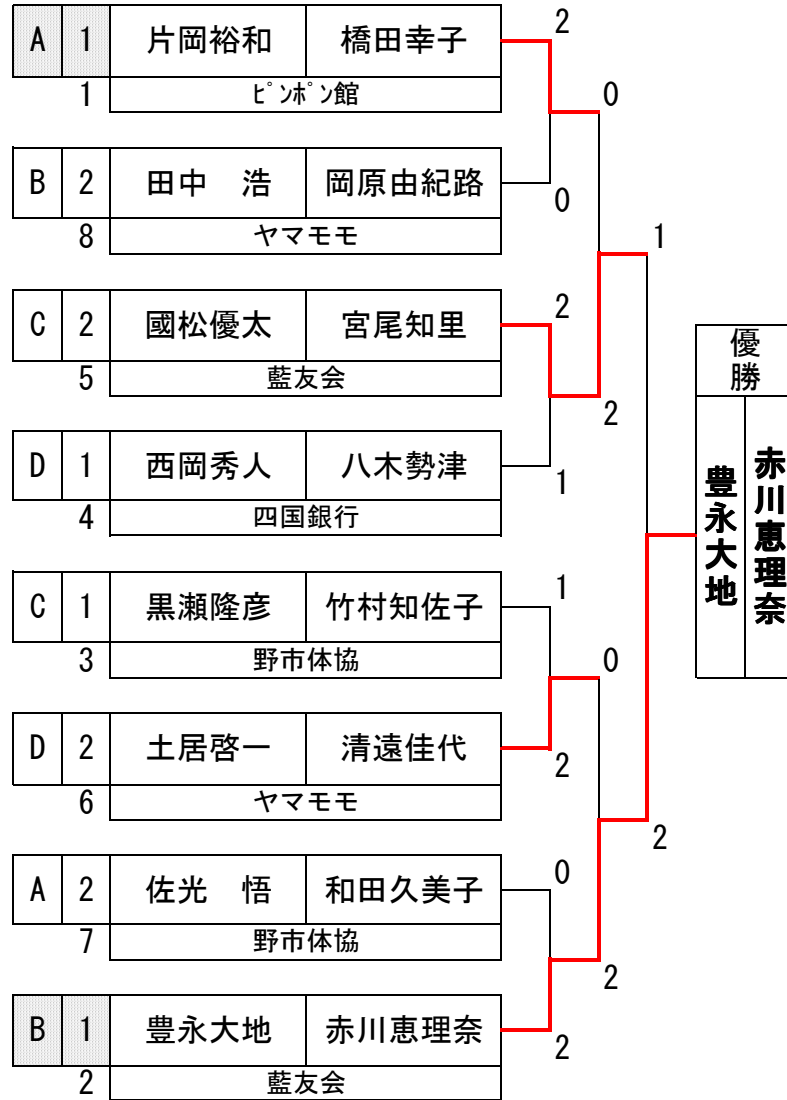 A 1 片岡裕和 橋田幸子 2
1 ピンポン館 0
B 2 田中 浩 岡原由紀路 0
8 ヤマモモ 1
C 2 國松優太 宮尾知里 2
5 藍友会 2
D 1 西岡秀人 八木勢津 1
4 四国銀行
C 1 黒瀬隆彦 竹村知佐子 1
3 野市体協 0
D 2 土居啓一 清遠佳代 2
6 ヤマモモ 2
A 2 佐光 悟 和田久美子 0
7 野市体協 2
B 1 豊永大地 赤川恵理奈 2
2 藍友会
優勝
豊永大地
赤川恵理奈